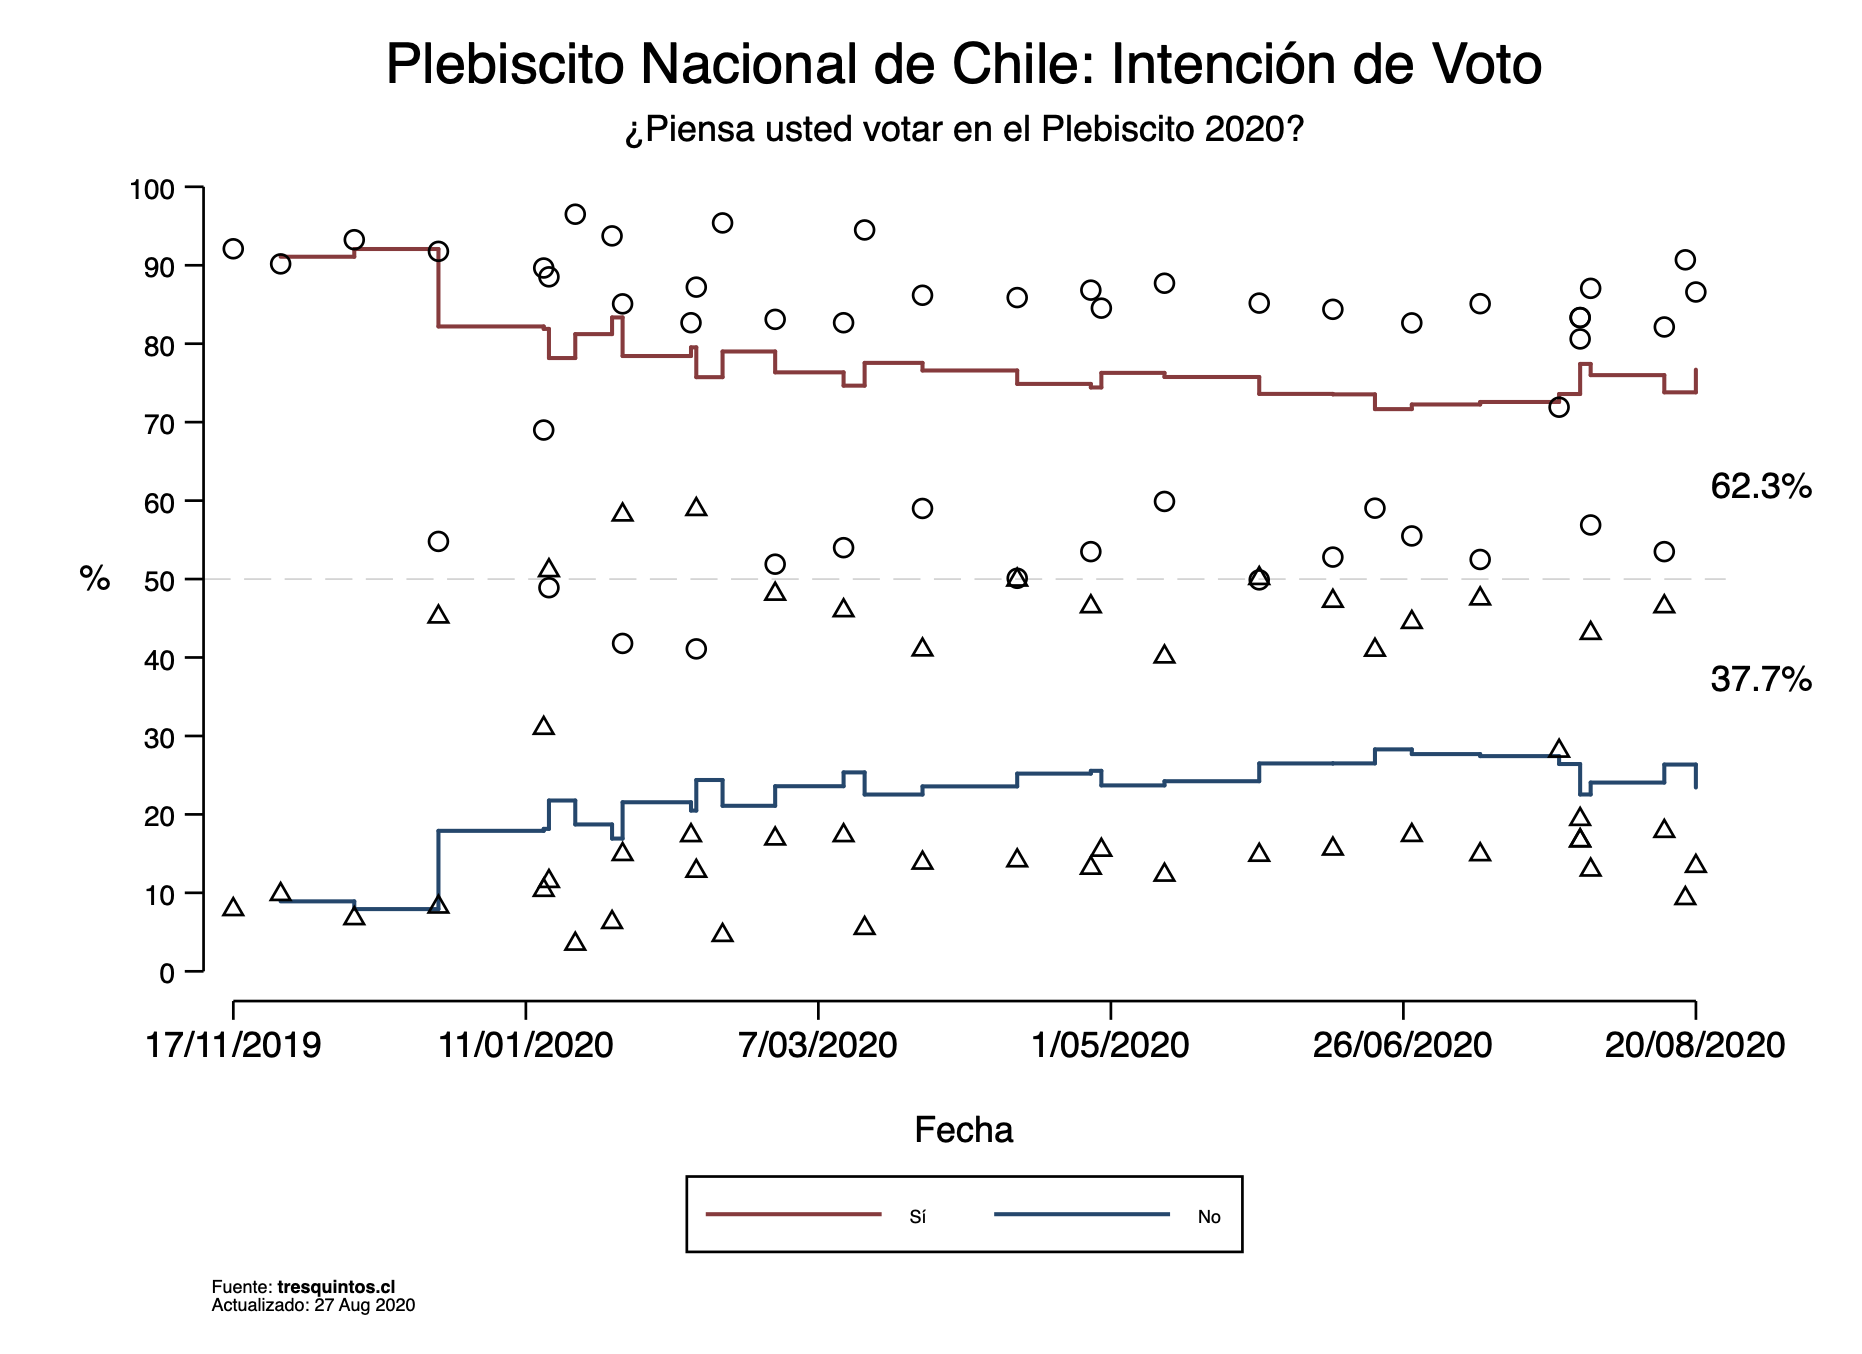 Plebiscito Nacional de Chile: Intención de Voto
¿Piensa usted votar en el Plebiscito 2020?
100
90
80
70
60
50
40
30
20
10
0
%
62.3%
37.7%
17/11/2019 11/01/2020 7/03/2020 1/05/2020 26/06/2020 20/08/2020
Fecha
Sí No
Fuente: tresquintos.cl
Actualizado: 27 Aug 2020